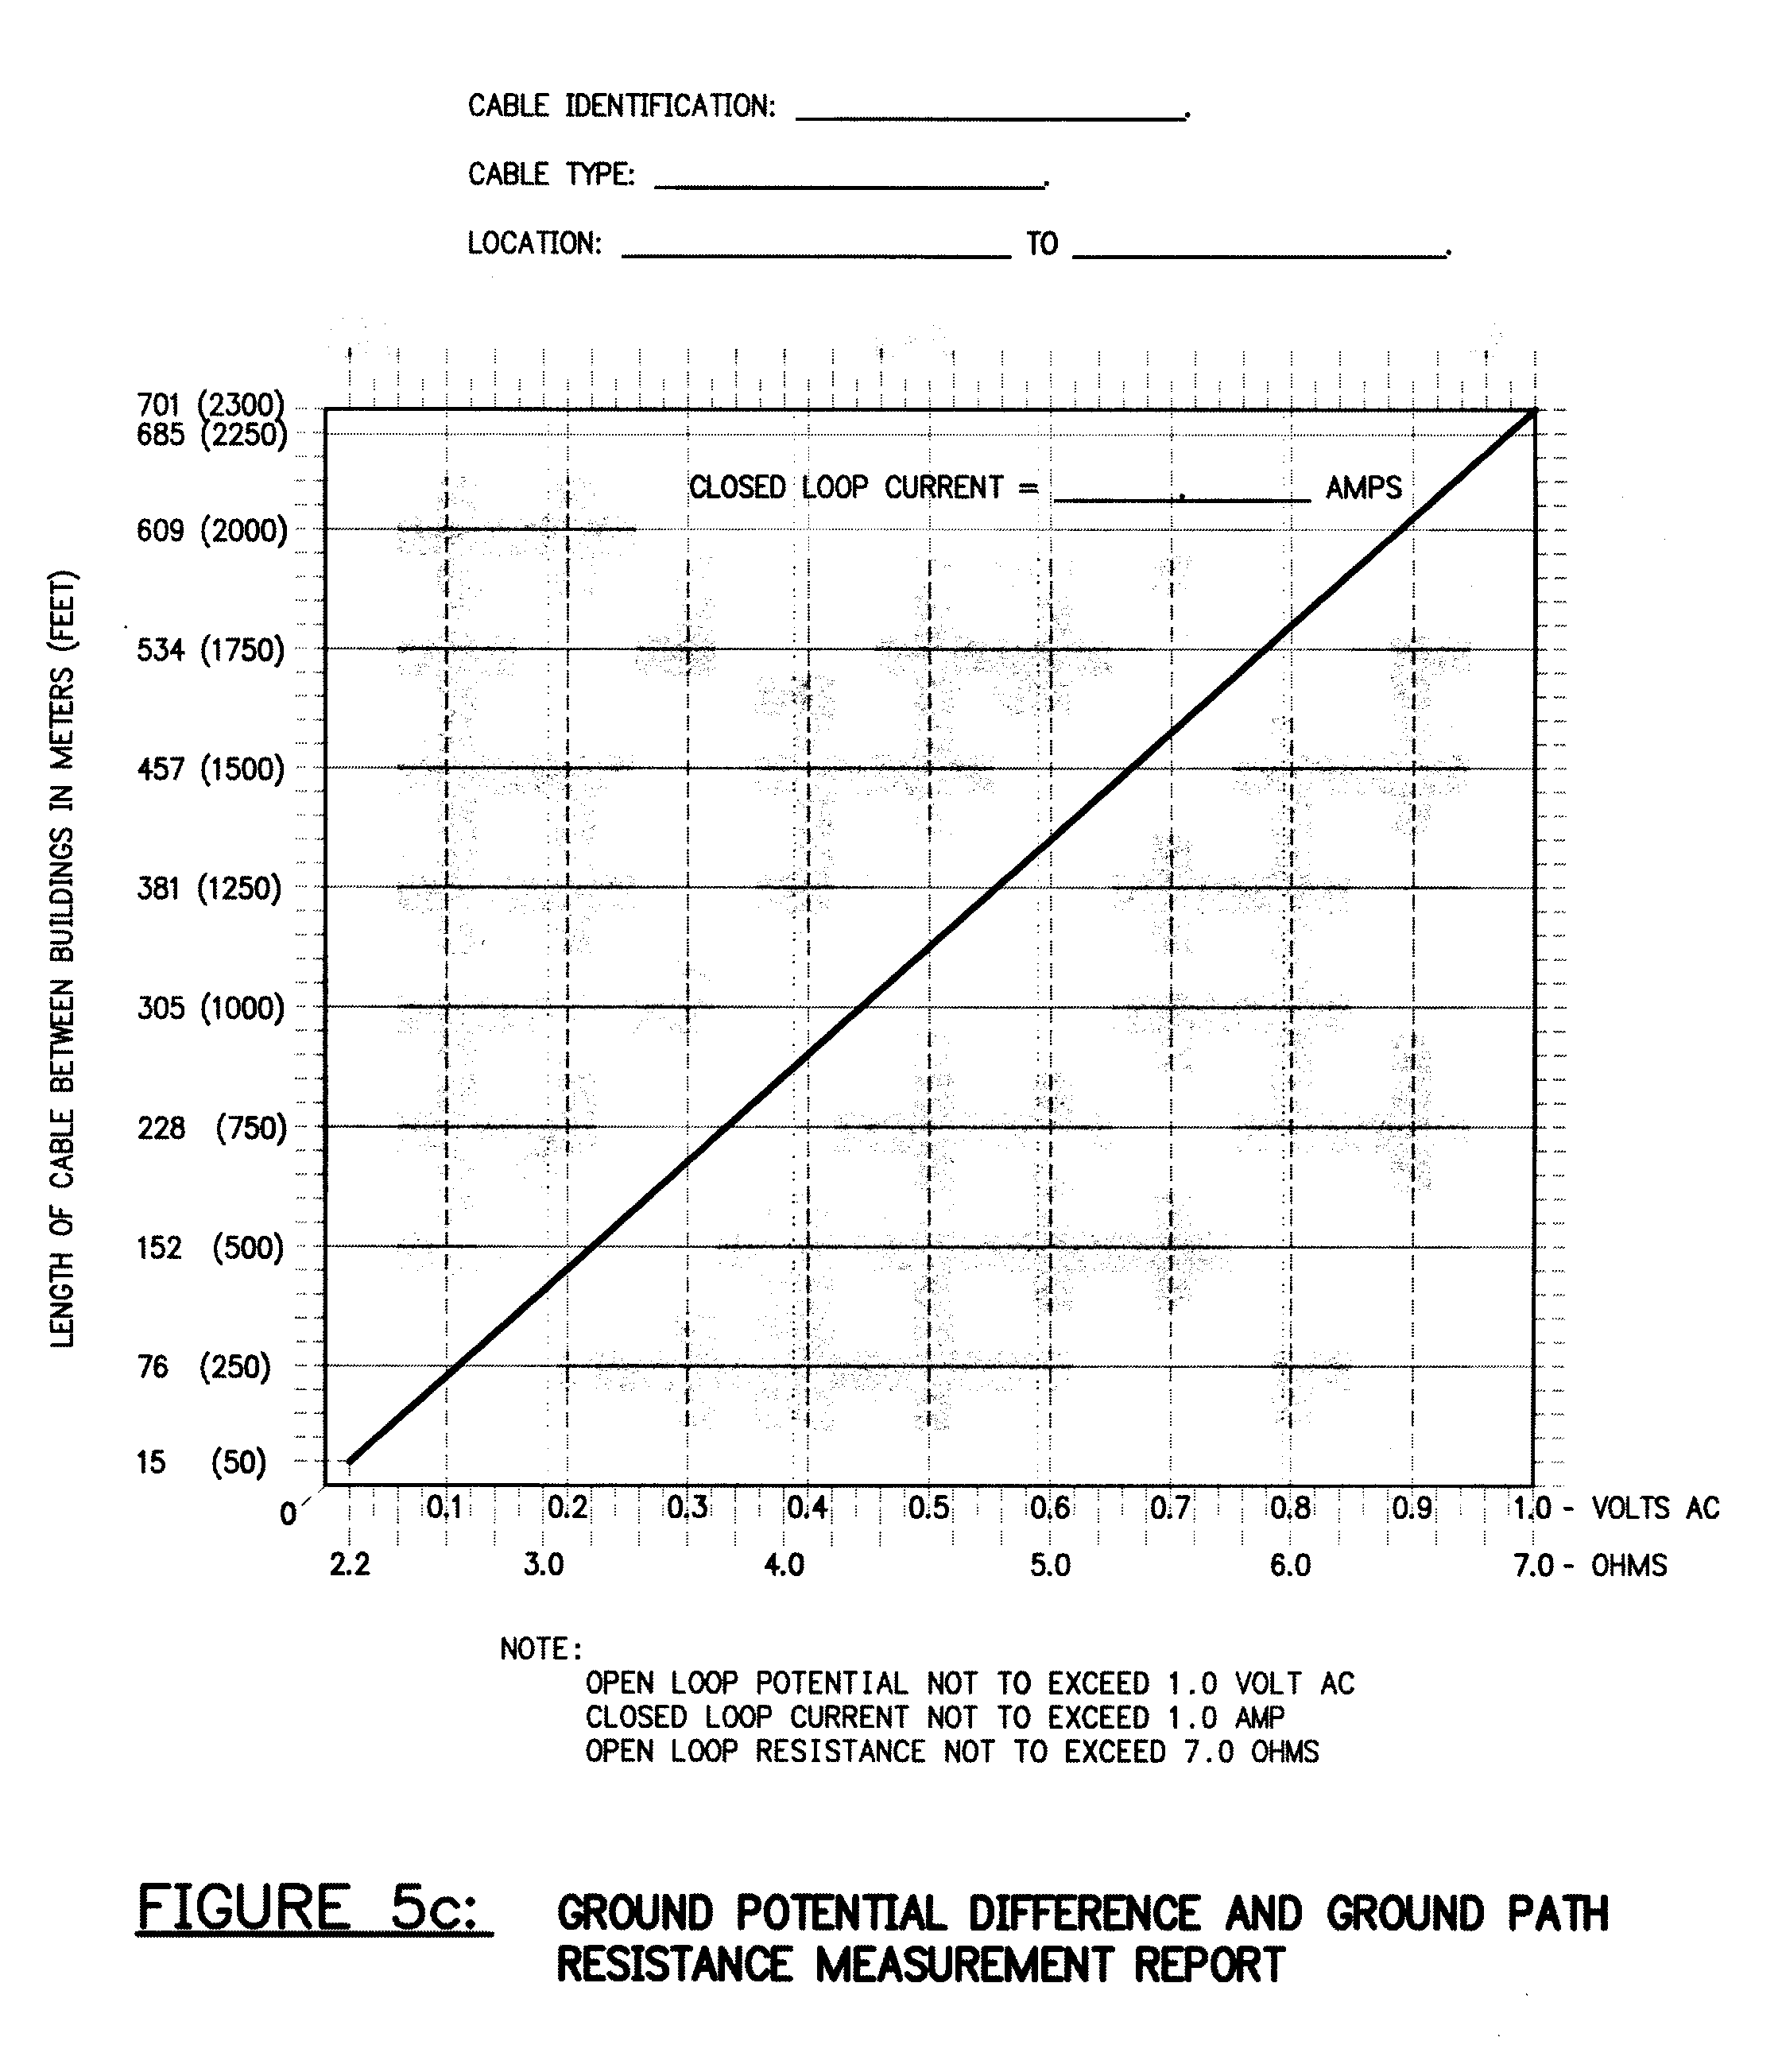 CABLE IDENTIFICATION: ______________.
CABLE TYPE: ______________.
LOCATION: ______________ TO ______________.
701 (2300)
685 (2250)
CLOSED LOOP CURRENT = __________ AMPS
609 (2000)
534 (1750)
457 (1500)
381 (1250)
305 (1000)
228 (750)
152 (500)
76 (250)
15 (50)
LENGTH OF CABLE BETWEEN BUILDINGS IN METERS (FEET)
0 0.1 0.2 0.3 0.4 0.5 0.6 0.7 0.8 0.9 1.0 - VOLTS AC
2.2 3.0 4.0 5.0 6.0 7.0 - OHMS
NOTE:
OPEN LOOP POTENTIAL NOT TO EXCEED 1.0 VOLT AC
CLOSED LOOP CURRENT NOT TO EXCEED 1.0 AMP
OPEN LOOP RESISTANCE NOT TO EXCEED 7.0 OHMS
FIGURE 5c: GROUND POTENTIAL DIFFERENCE AND GROUND PATH
RESISTANCE MEASUREMENT REPORT